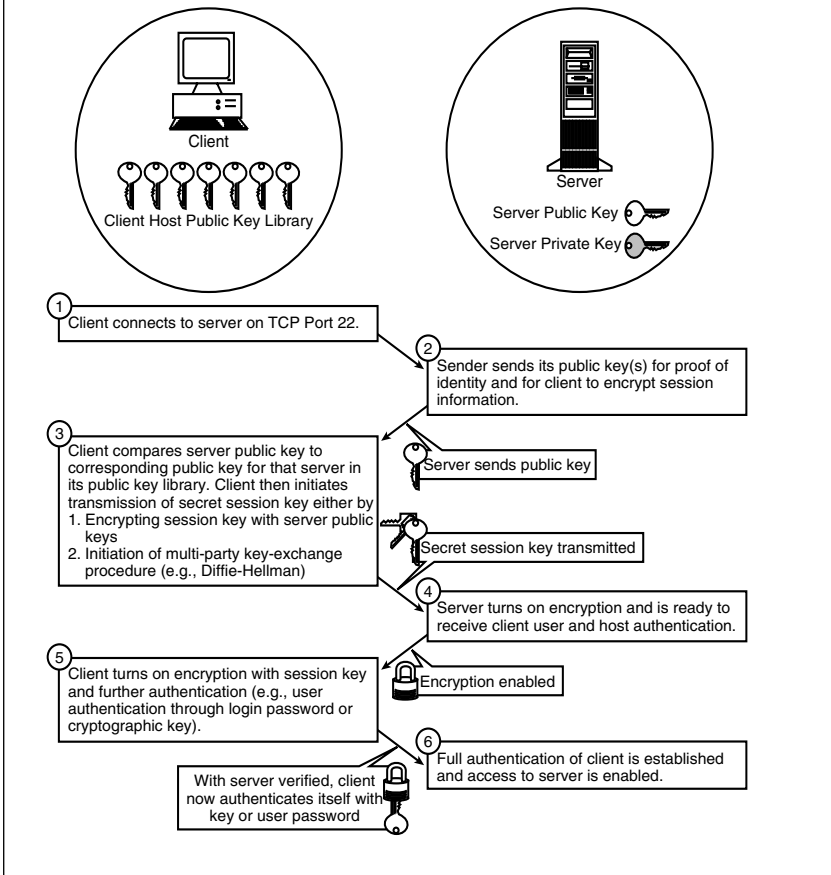 Client
Client Host Public Key Library
Server
Server Public Key
Server Private Key
1
Client connects to server on TCP Port 22.
2
Sender sends its public key(s) for proof of
identity and for client to encrypt session
information.
3
Client compares server public key to
corresponding public key for that server in
its public key library. Client then initiates
transmission of secret session key either by
1. Encrypting session key with server public
keys
2. Initiation of multi-party key-exchange
procedure (e.g., Diffie-Hellman)
Server sends public key
Secret session key transmitted
4
Server turns on encryption and is ready to
receive client user and host authentication.
5
Client turns on encryption with session key
and further authentication (e.g., user
authentication through login password or
cryptographic key).
Encryption enabled
6
Full authentication of client is established
and access to server is enabled.
With server verified, client
now authenticates itself with
key or user password